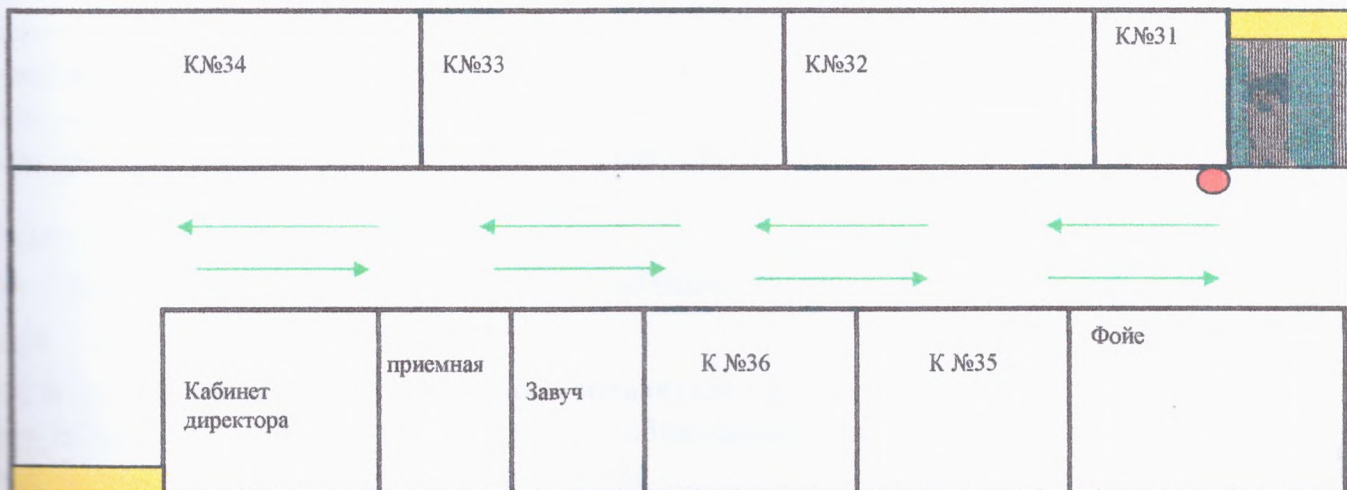 К№34
К№33
К№32
К№31
Кабинет
директора
приемная
Завуч
К №36
К №35
Фойе